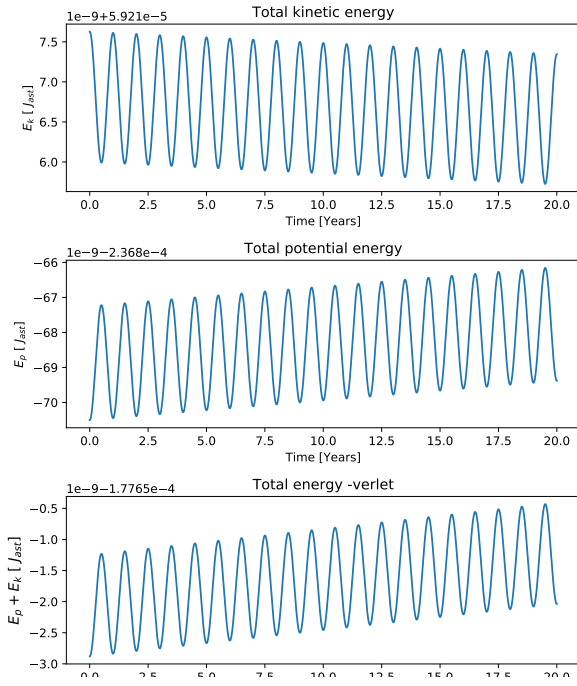 Total kinetic energy
1e−9+5.921e−5
7.5
7.0
6.5
6.0
E_k [ J_ast]
0.0 2.5 5.0 7.5 10.0 12.5 15.0 17.5 20.0
Time [Years]
Total potential energy
1e−9−2.368e−4
−66
−67
−68
−69
−70
E_p [ J_ast]
0.0 2.5 5.0 7.5 10.0 12.5 15.0 17.5 20.0
Time [Years]
Total energy -verlet
1e−9−1.7765e−4
−0.5
−1.0
−1.5
−2.0
−2.5
−3.0
E_p + E_k [ J_ast]
0.0 2.5 5.0 7.5 10.0 12.5 15.0 17.5 20.0